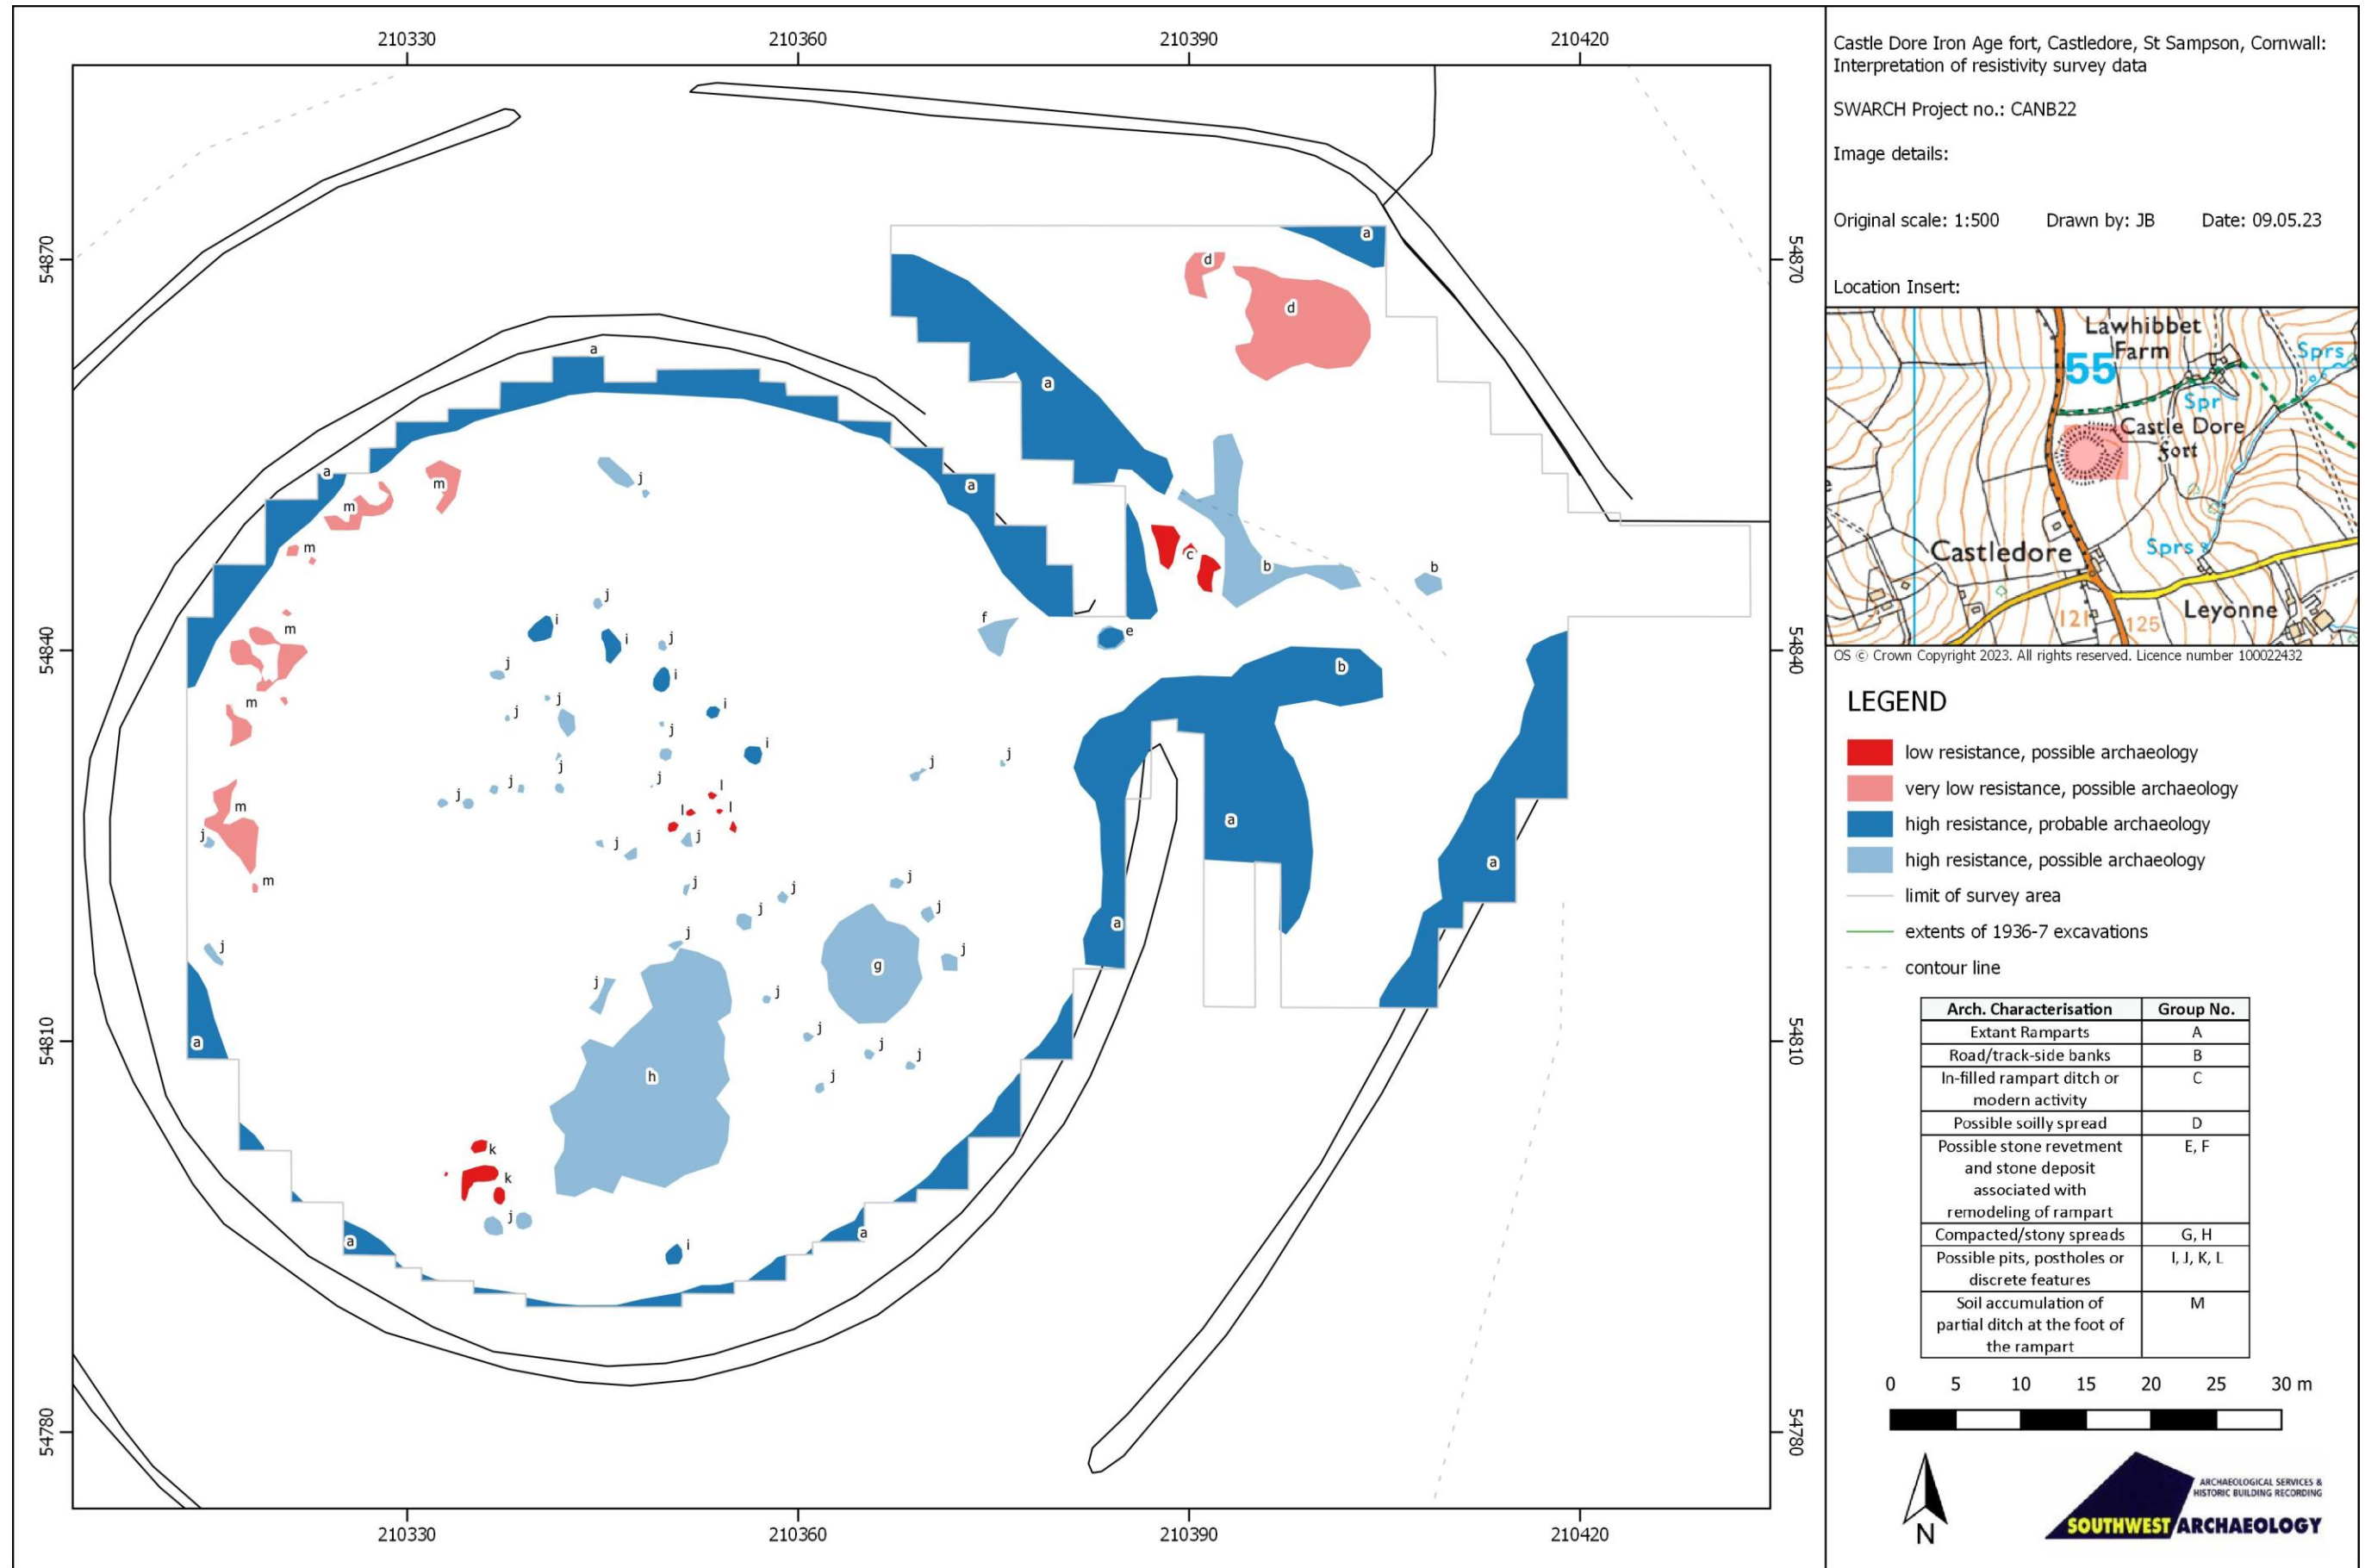 210330 210360 210390 210420
54870
54840
54810
54780
a
d
d
a
a
j
m
a
a
m
c
m
b
b
j
f
e
i
i
j
m
j
i
b
m
j
j
i
j
i
j
j
j
j
j
j
l
m
l
l
a
j
j
j
a
m
j
j
j
j
j
a
j
j
j
g
j
j
j
a
j
j
h
j
k
k
j
a
a
i
54870
54840
54810
54780
210330 210360 210390 210420
Castle Dore Iron Age fort, Castledore, St Sampson, Cornwall:
Interpretation of resistivity survey data
SWARCH Project no.: CANB22
Image details:
Original scale: 1:500 Drawn by: JB Date: 09.05.23
Location Insert:
Lawhibbet
Farm
55
Sprs
Spr
Castle Dore
fort
Castledore
Sprs
Leyonne
121
125
OS © Crown Copyright 2023. All rights reserved. Licence number 100022432
LEGEND
low resistance, possible archaeology
very low resistance, possible archaeology
high resistance, probable archaeology
high resistance, possible archaeology
limit of survey area
extents of 1936-7 excavations
contour line
Arch. Characterisation Group No.
Extant Ramparts A
Road/track-side banks B
In-filled rampart ditch or C
modern activity
Possible soilly spread D
Possible stone revetment E, F
and stone deposit
associated with
remodeling of rampart
Compacted/stony spreads G, H
Possible pits, postholes or I, J, K, L
discrete features
Soil accumulation of M
partial ditch at the foot of
the rampart
0 5 10 15 20 25 30 m
N
ARCHAEOLOGICAL SERVICES &
HISTORIC BUILDING RECORDING
SOUTHWEST ARCHAEOLOGY